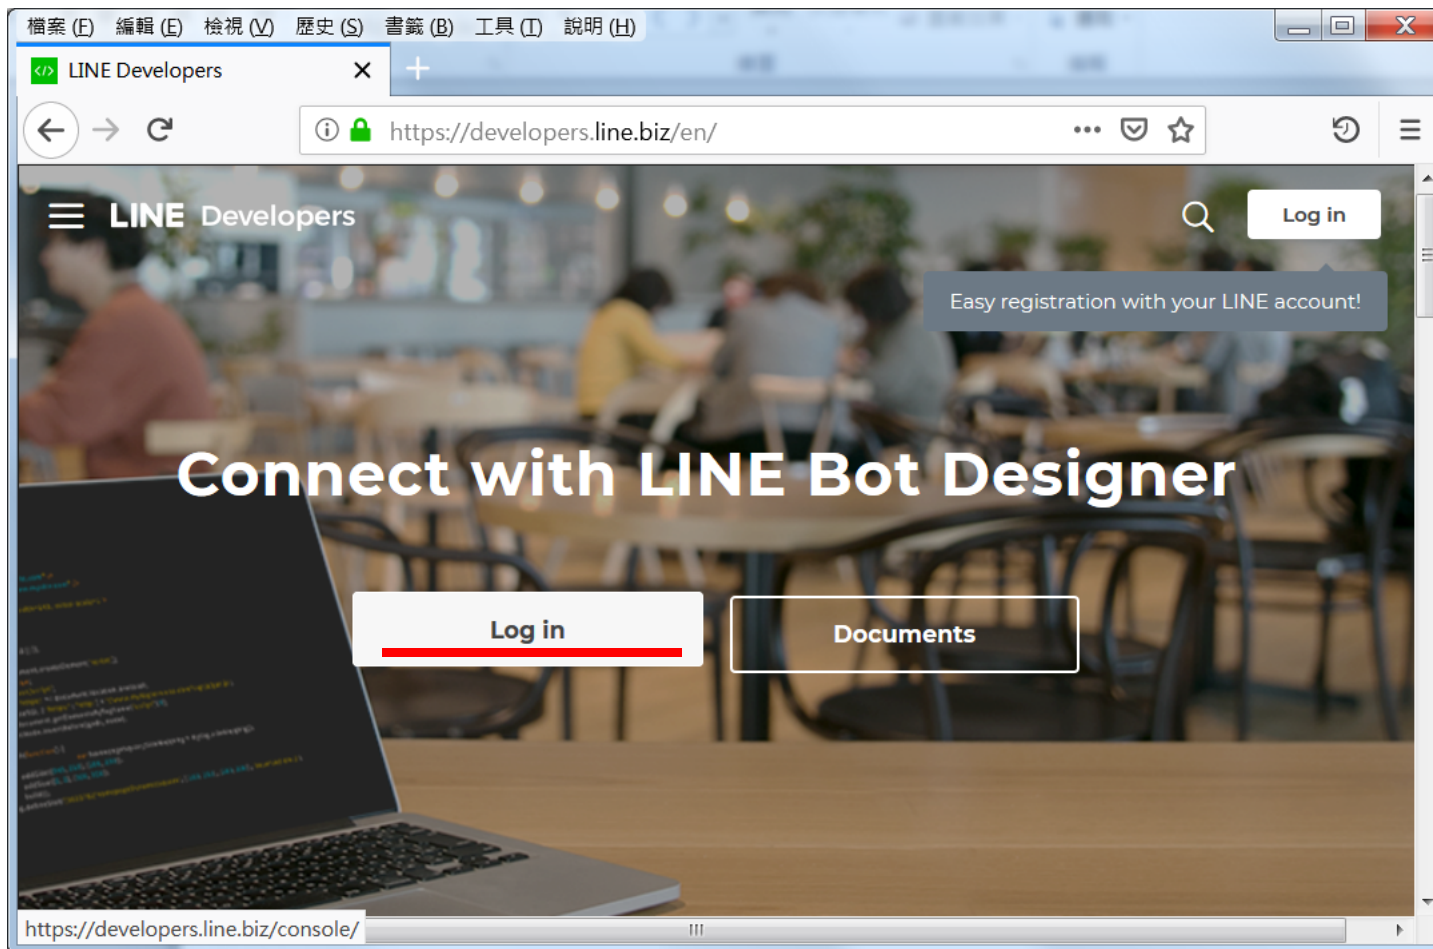 檔案 (F) 編輯 (E) 檢視 (V) 歷史 (S) 書籤 (B) 工具 (T) 說明 (H)
LINE Developers
https://developers.line.biz/en/
LINE Developers
Log in
Easy registration with your LINE account!
Connect with LINE Bot Designer
Log in
Documents
https://developers.line.biz/console/